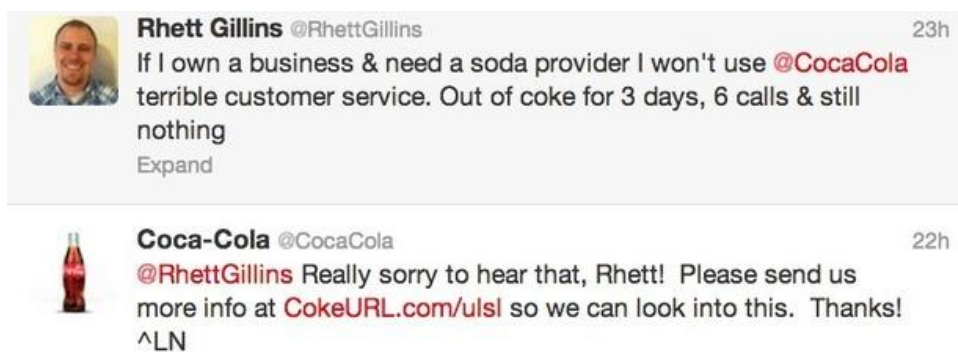 Rhett Gillins @RhettGillins 23h
If I own a business & need a soda provider I won't use @CocaCola
terrible customer service. Out of coke for 3 days, 6 calls & still
nothing
Expand
Coca-Cola @CocaCola 22h
@RhettGillins Really sorry to hear that, Rhett! Please send us
more info at CokeURL.com/ulsl so we can look into this. Thanks!
^LN